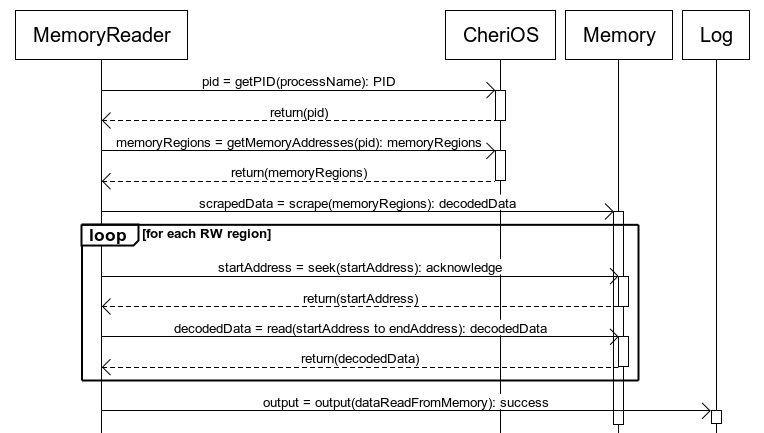 MemoryReader
CheriOS
Memory
Log
pid = getPID(processName): PID
return(pid)
memoryRegions = getMemoryAddresses(pid): memoryRegions
return(memoryRegions)
scrapedData = scrape(memoryRegions): decodedData
loop [for each RW region]
startAddress = seek(startAddress): acknowledge
return(startAddress)
decodedData = read(startAddress to endAddress): decodedData
return(decodedData)
output = output(dataReadFromMemory): success